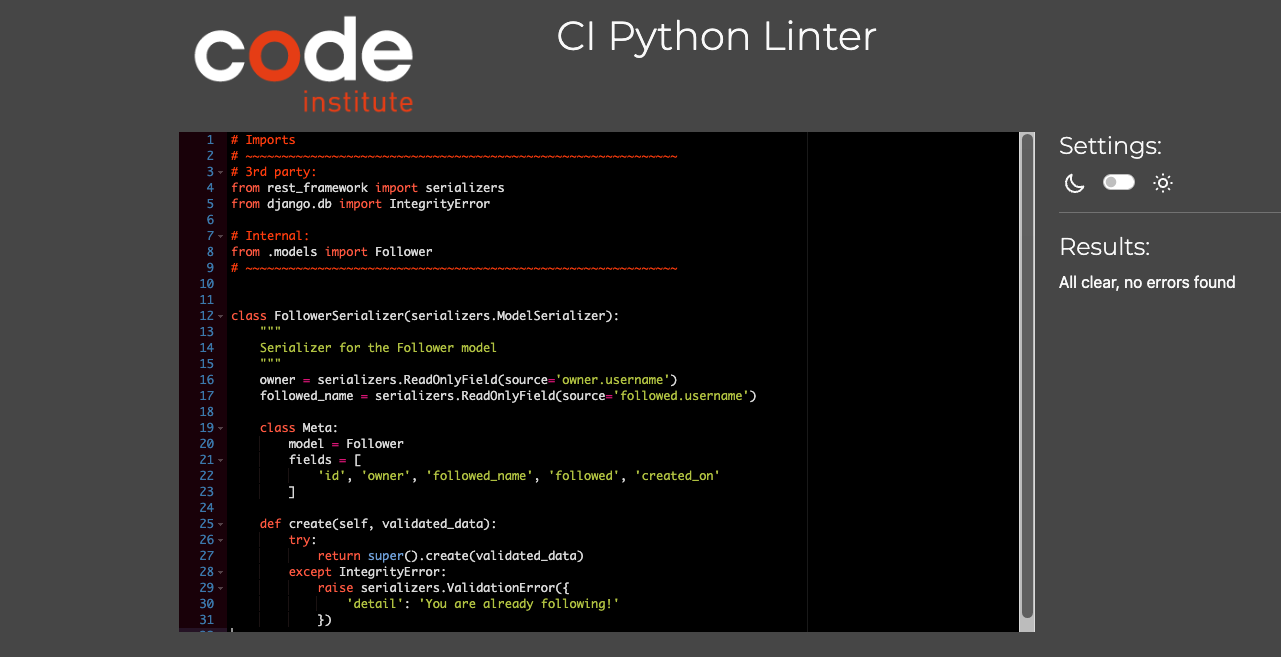 code
institute
CI Python Linter
1 # Imports
2 # ~~~~~~~~~~~~~~~~~~~~~~~~~~~~~~~~~~~~~~~~~~~~~~~~~~~~~~~~~~~~
3 # 3rd party:
4 from rest_framework import serializers
5 from django.db import IntegrityError
6
7 # Internal:
8 from .models import Follower
9 # ~~~~~~~~~~~~~~~~~~~~~~~~~~~~~~~~~~~~~~~~~~~~~~~~~~~~~~~~~~~~
10
11
12 class FollowerSerializer(serializers.ModelSerializer):
13     """
14     Serializer for the Follower model
15     """
16     owner = serializers.ReadOnlyField(source='owner.username')
17     followed_name = serializers.ReadOnlyField(source='followed.username')
18
19     class Meta:
20         model = Follower
21         fields = [
22             'id', 'owner', 'followed_name', 'followed', 'created_on'
23         ]
24
25     def create(self, validated_data):
26         try:
27             return super().create(validated_data)
28         except IntegrityError:
29             raise serializers.ValidationError({
30                 'detail': 'You are already following!'
31             })
Settings:
Results:
All clear, no errors found